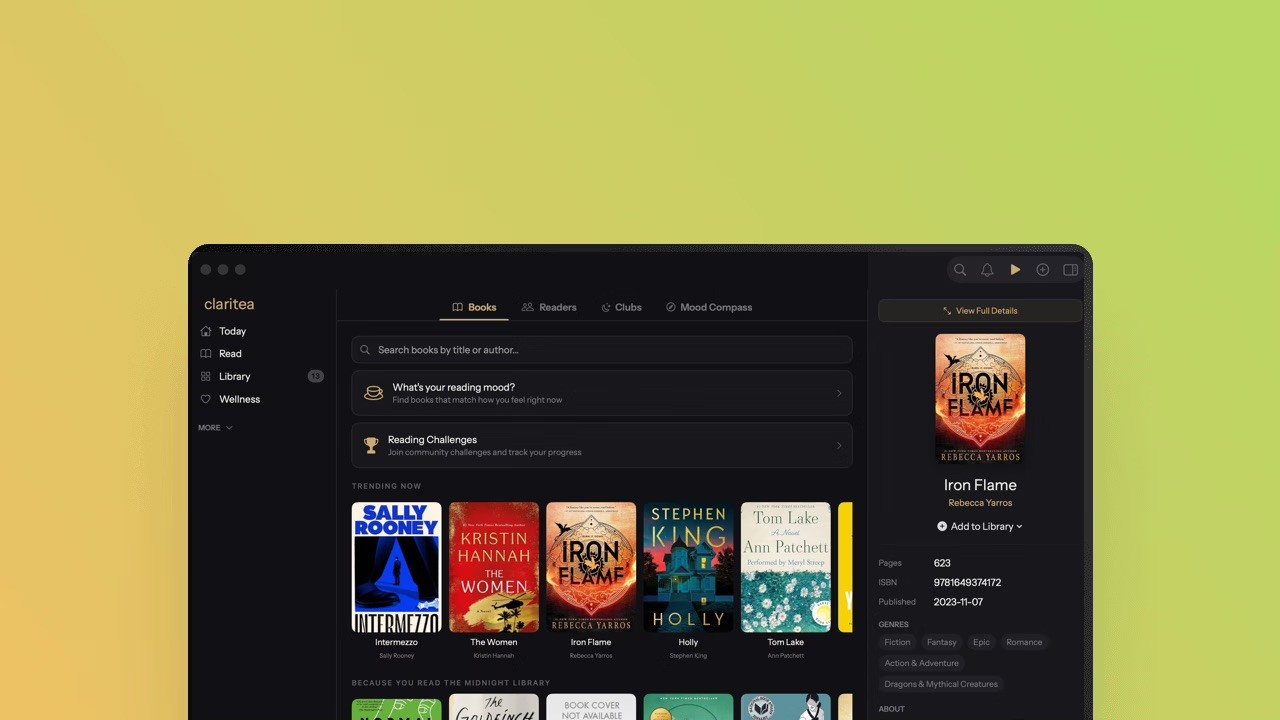 claritea
Today
Read
Library
13
Wellness
MORE
Books
Readers
Clubs
Mood Compass
Search books by title or author...
What's your reading mood?
Find books that match how you feel right now
Reading Challenges
Join community challenges and track your progress
TRENDING NOW
SALLY
ROONEY
INTERMEZZO
Intermezzo
Sally Rooney
KRISTIN
HANNAH
THE
WOMEN
A Novel
The Women
Kristin Hannah
IRON
FLAME
REBECCA YARROS
Iron Flame
Rebecca Yarros
STEPHEN
KING
HOLLY
Holly
Stephen King
Tom Lake
A Novel
Ann Patchett
Performed by Meryl Streep
Tom Lake
Ann Patchett
Y
BECAUSE YOU READ THE MIDNIGHT LIBRARY
NORMAL
The
GOLDFINCH
BOOK COVER
NOT AVAILABLE
View Full Details
IRON
FLAME
REBECCA YARROS
Iron Flame
Rebecca Yarros
Add to Library
Pages 623
ISBN 9781649374172
Published 2023-11-07
GENRES
Fiction
Fantasy
Epic
Romance
Action & Adventure
Dragons & Mythical Creatures
ABOUT